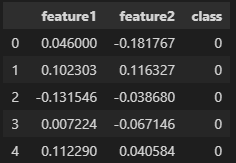 feature1 feature2 class
0 0.046000 -0.181767 0
1 0.102303 0.116327 0
2 -0.131546 -0.038680 0
3 0.007224 -0.067146 0
4 0.112290 0.040584 0